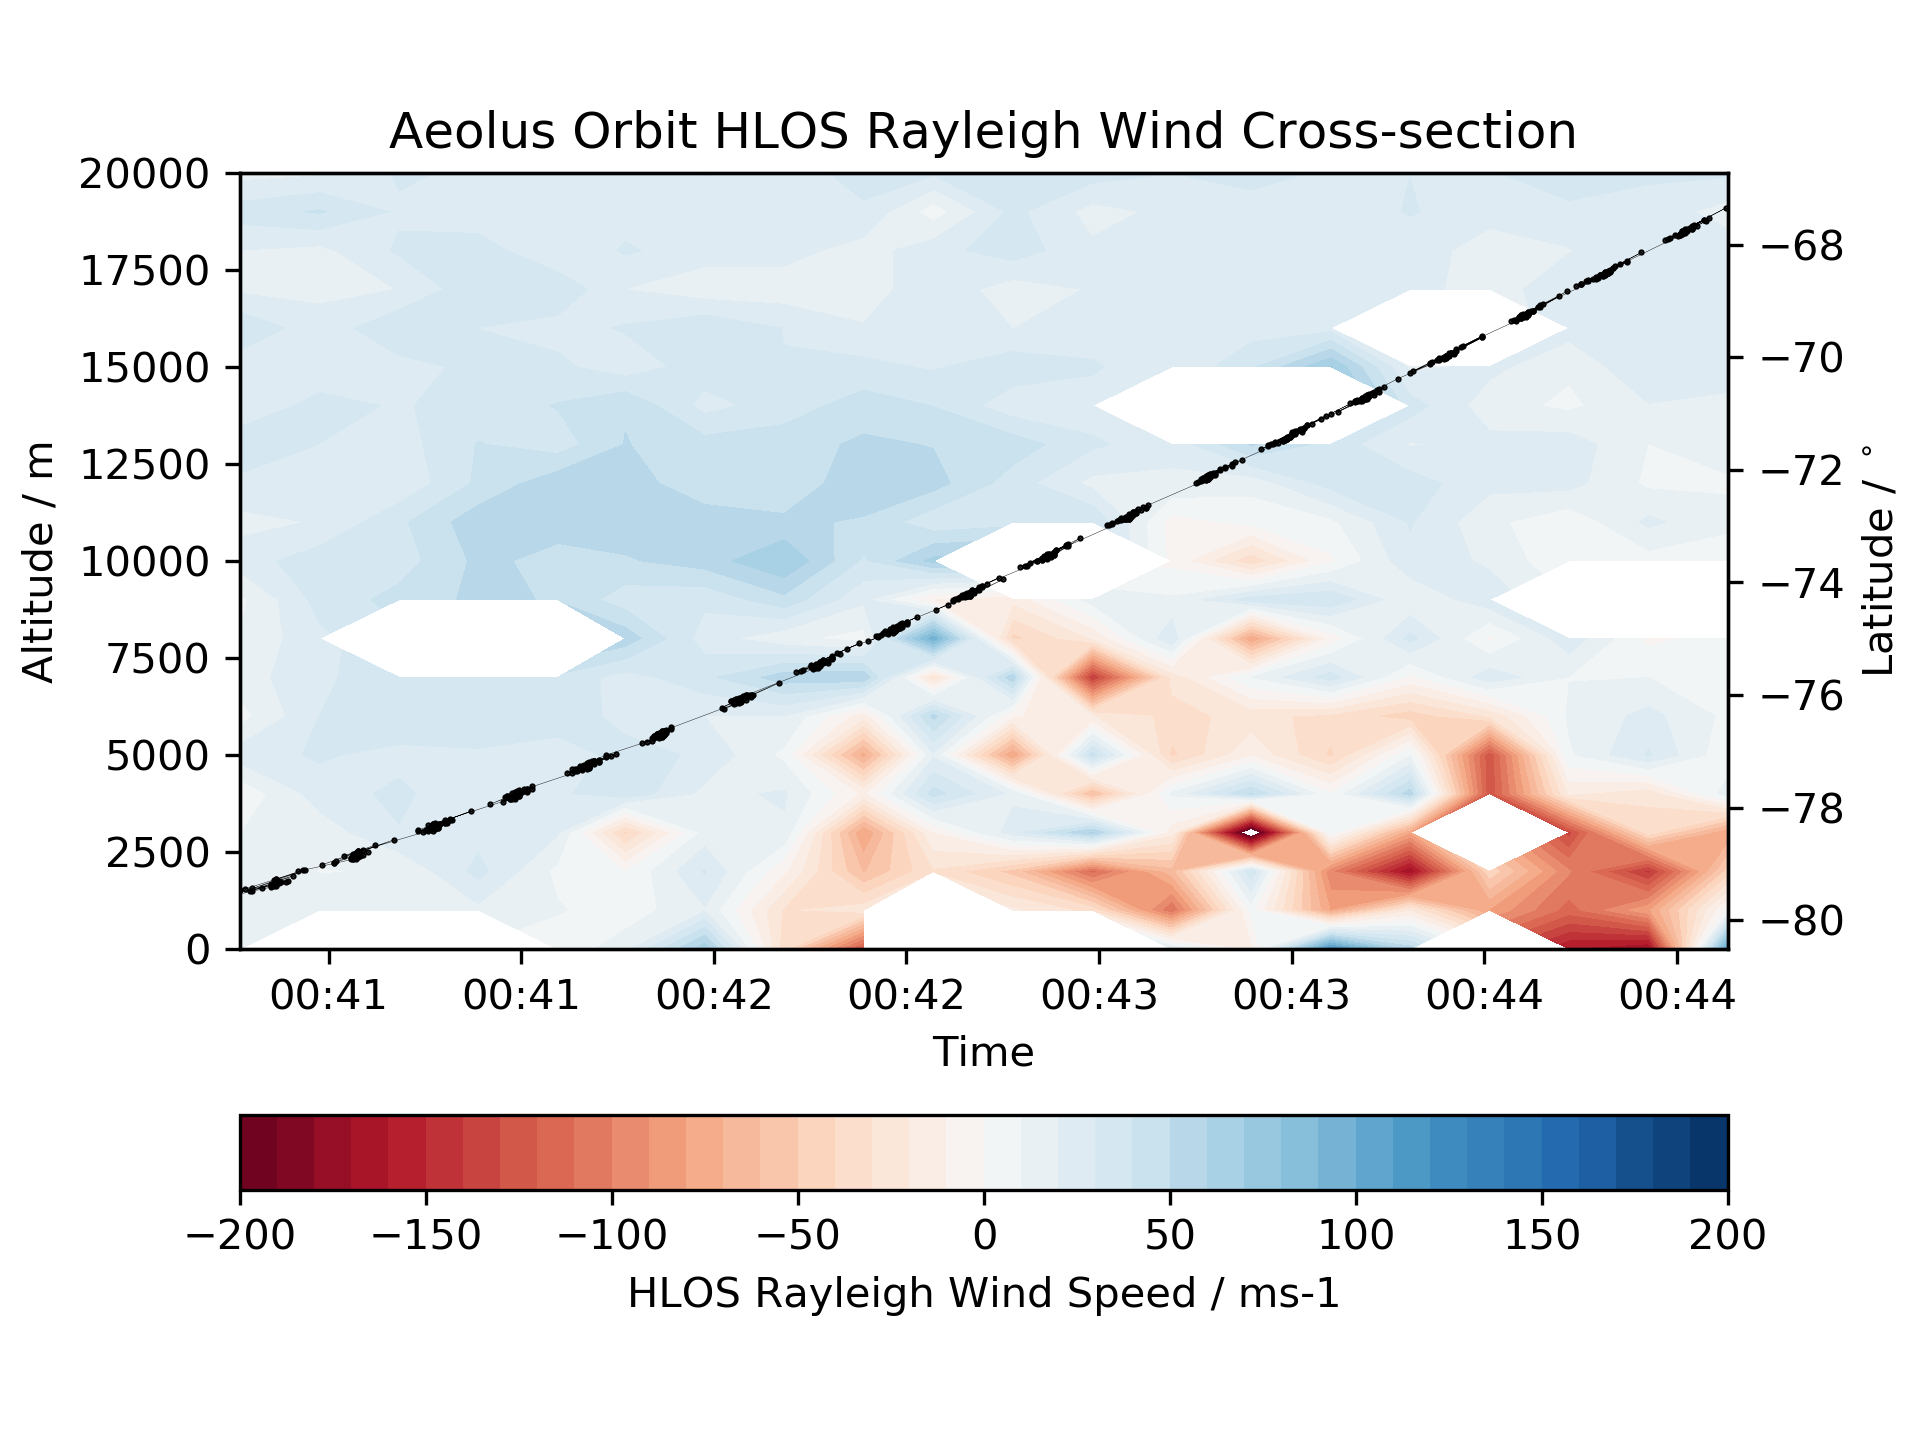 Aeolus Orbit HLOS Rayleigh Wind Cross-section
20000
17500
15000
12500
10000
7500
5000
2500
0
Altitude / m
−68
−70
−72
−74
−76
−78
−80
Latitude / °
00:41 00:41 00:42 00:42 00:43 00:43 00:44 00:44
Time
−200 −150 −100 −50 0 50 100 150 200
HLOS Rayleigh Wind Speed / ms-1